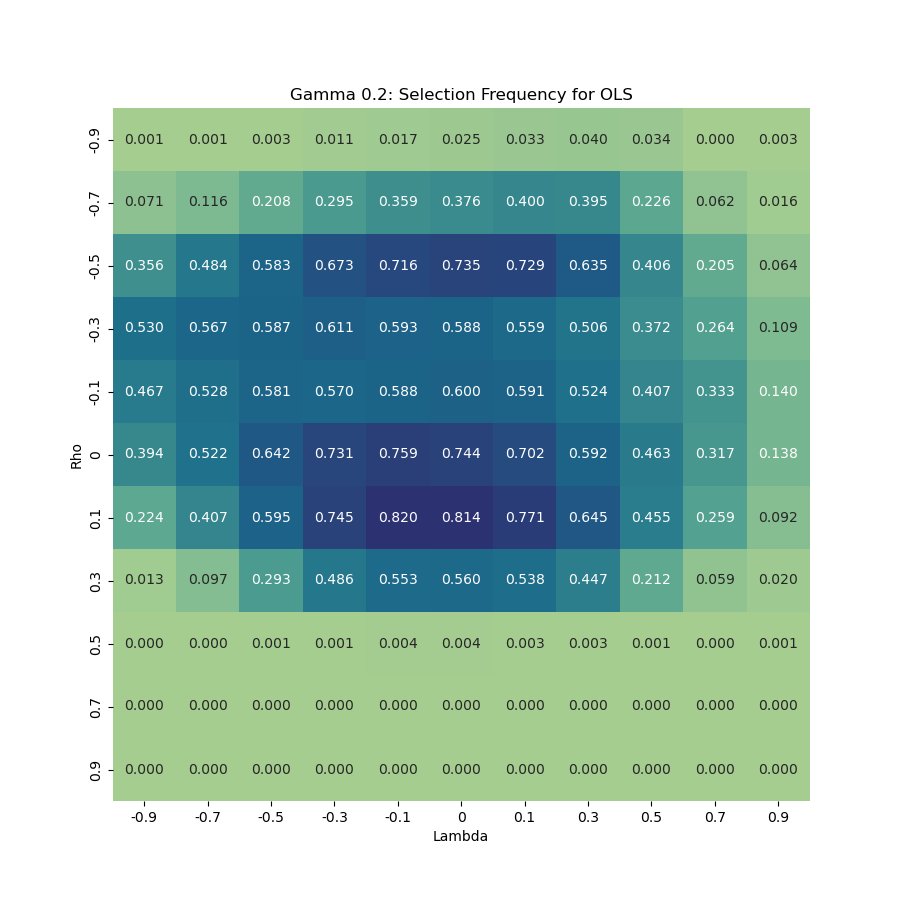 Gamma 0.2: Selection Frequency for OLS
-0.9 0.001 0.001 0.003 0.011 0.017 0.025 0.033 0.040 0.034 0.000 0.003
-0.7 0.071 0.116 0.208 0.295 0.359 0.376 0.400 0.395 0.226 0.062 0.016
-0.5 0.356 0.484 0.583 0.673 0.716 0.735 0.729 0.635 0.406 0.205 0.064
-0.3 0.530 0.567 0.587 0.611 0.593 0.588 0.559 0.506 0.372 0.264 0.109
-0.1 0.467 0.528 0.581 0.570 0.588 0.600 0.591 0.524 0.407 0.333 0.140
Rho
0 0.394 0.522 0.642 0.731 0.759 0.744 0.702 0.592 0.463 0.317 0.138
0.1 0.224 0.407 0.595 0.745 0.820 0.814 0.771 0.645 0.455 0.259 0.092
0.3 0.013 0.097 0.293 0.486 0.553 0.560 0.538 0.447 0.212 0.059 0.020
0.5 0.000 0.000 0.001 0.001 0.004 0.004 0.003 0.003 0.001 0.000 0.001
0.7 0.000 0.000 0.000 0.000 0.000 0.000 0.000 0.000 0.000 0.000 0.000
0.9 0.000 0.000 0.000 0.000 0.000 0.000 0.000 0.000 0.000 0.000 0.000
-0.9 -0.7 -0.5 -0.3 -0.1 0 0.1 0.3 0.5 0.7 0.9
Lambda